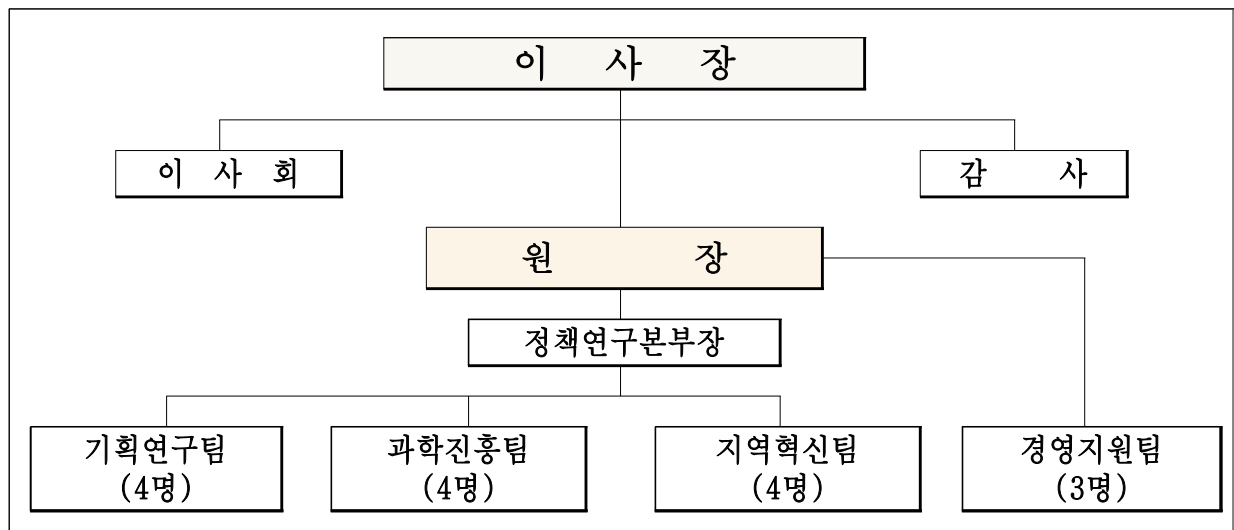 이 사 장
이 사 회
감 사
원 장
정책연구본부장
기획연구팀
(4명)
과학진흥팀
(4명)
지역혁신팀
(4명)
경영지원팀
(3명)